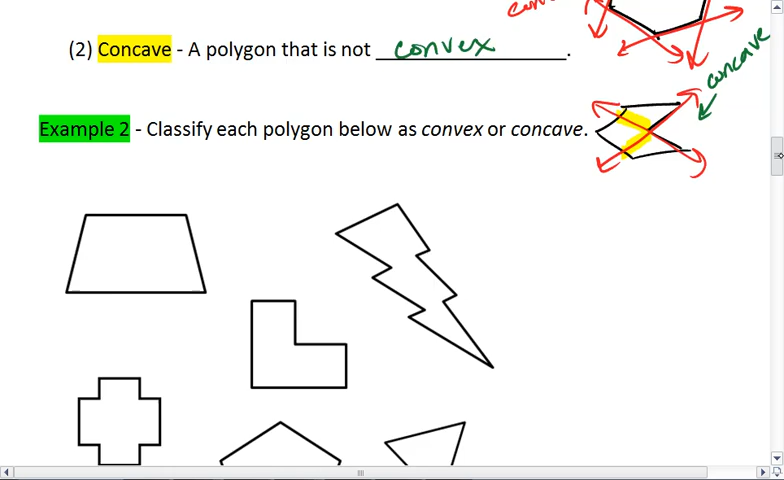 (2) Concave - A polygon that is not convex.
concave
Example 2 - Classify each polygon below as convex or concave.